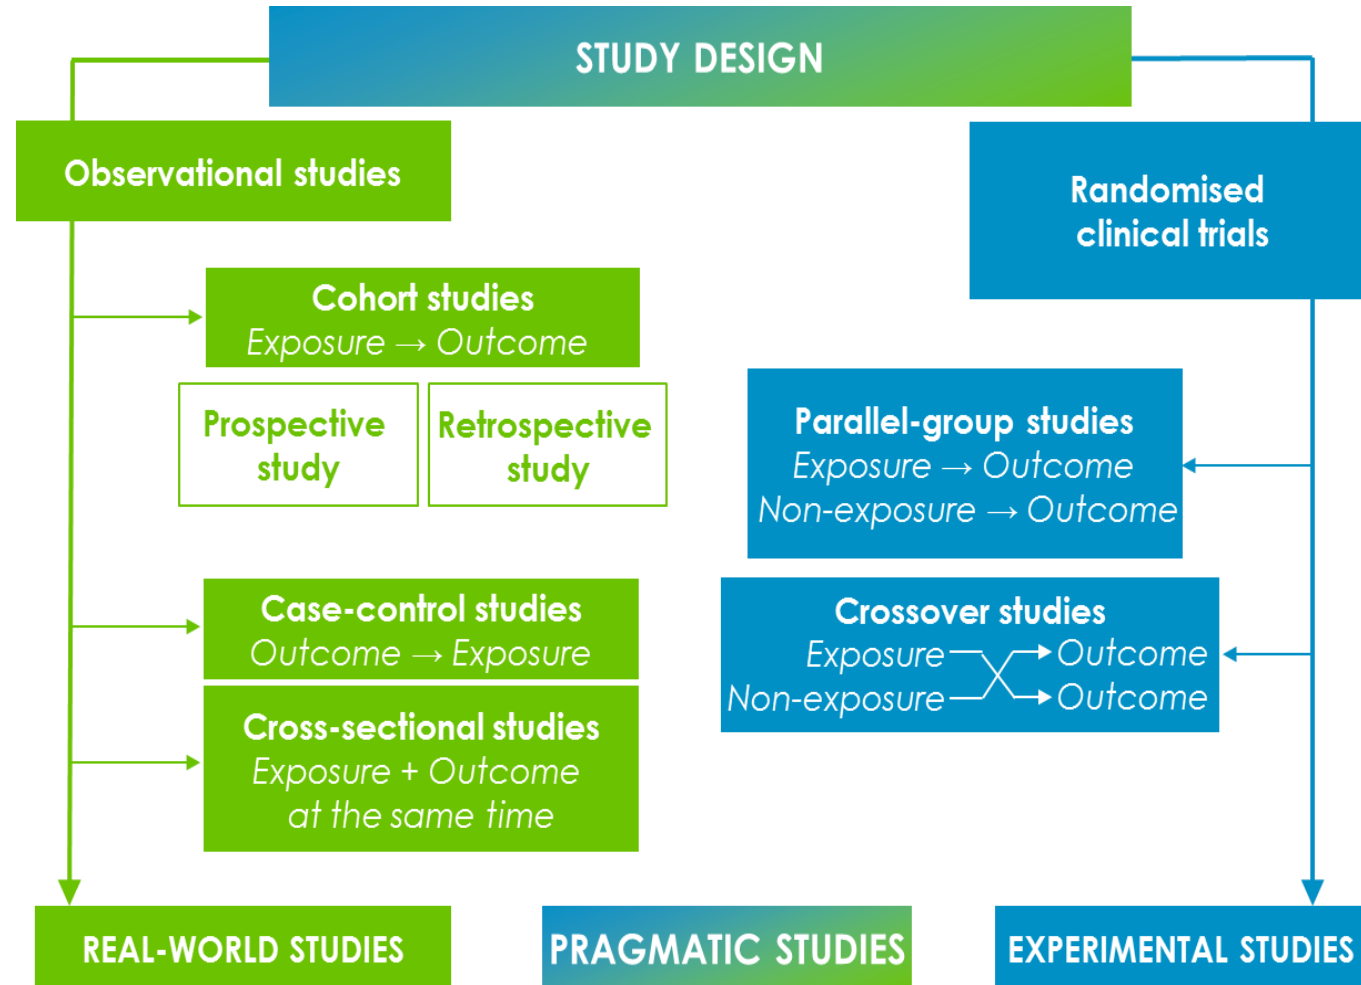 STUDY DESIGN
Observational studies
Randomised
clinical trials
Cohort studies
Exposure → Outcome
Prospective
study
Retrospective
study
Parallel-group studies
Exposure → Outcome
Non-exposure → Outcome
Case-control studies
Outcome → Exposure
Crossover studies
Exposure Outcome
Non-exposure Outcome
Cross-sectional studies
Exposure + Outcome
at the same time
REAL-WORLD STUDIES
PRAGMATIC STUDIES
EXPERIMENTAL STUDIES